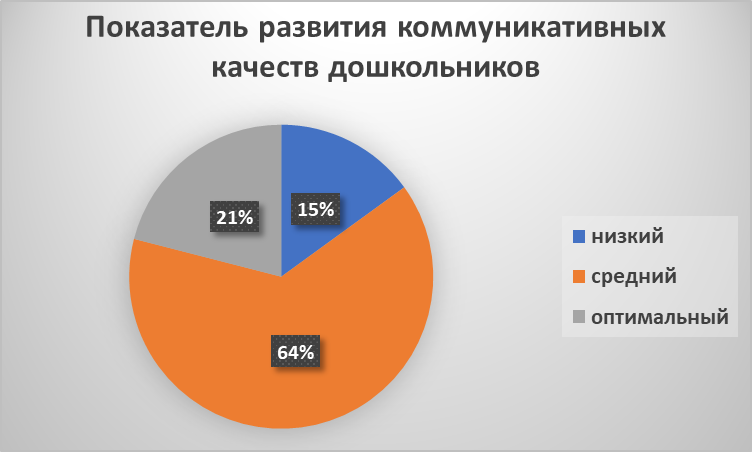 Показатель развития коммуникативных
качеств дошкольников
21%
15%
64%
низкий
средний
оптимальный